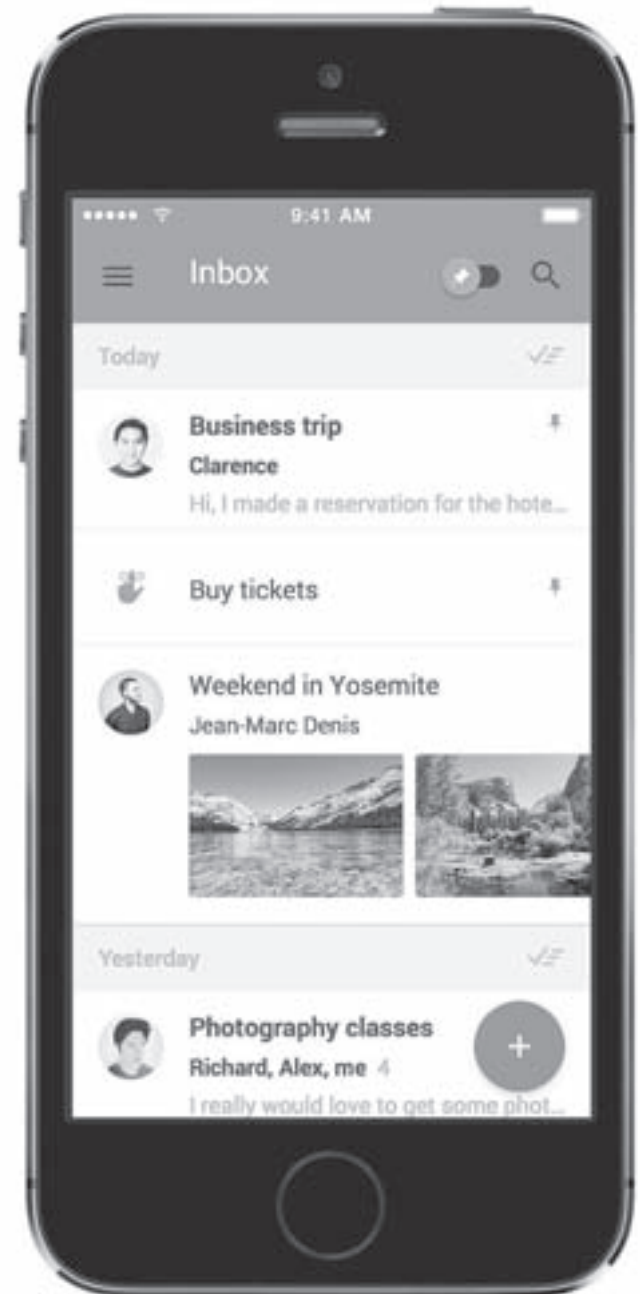 9:41 AM
Inbox
Today
Business trip
Clarence
Hi, I made a reservation for the hote...
Buy tickets
Weekend in Yosemite
Jean-Marc Denis
Yesterday
Photography classes
Richard, Alex, me 4
I really would love to get some phot...